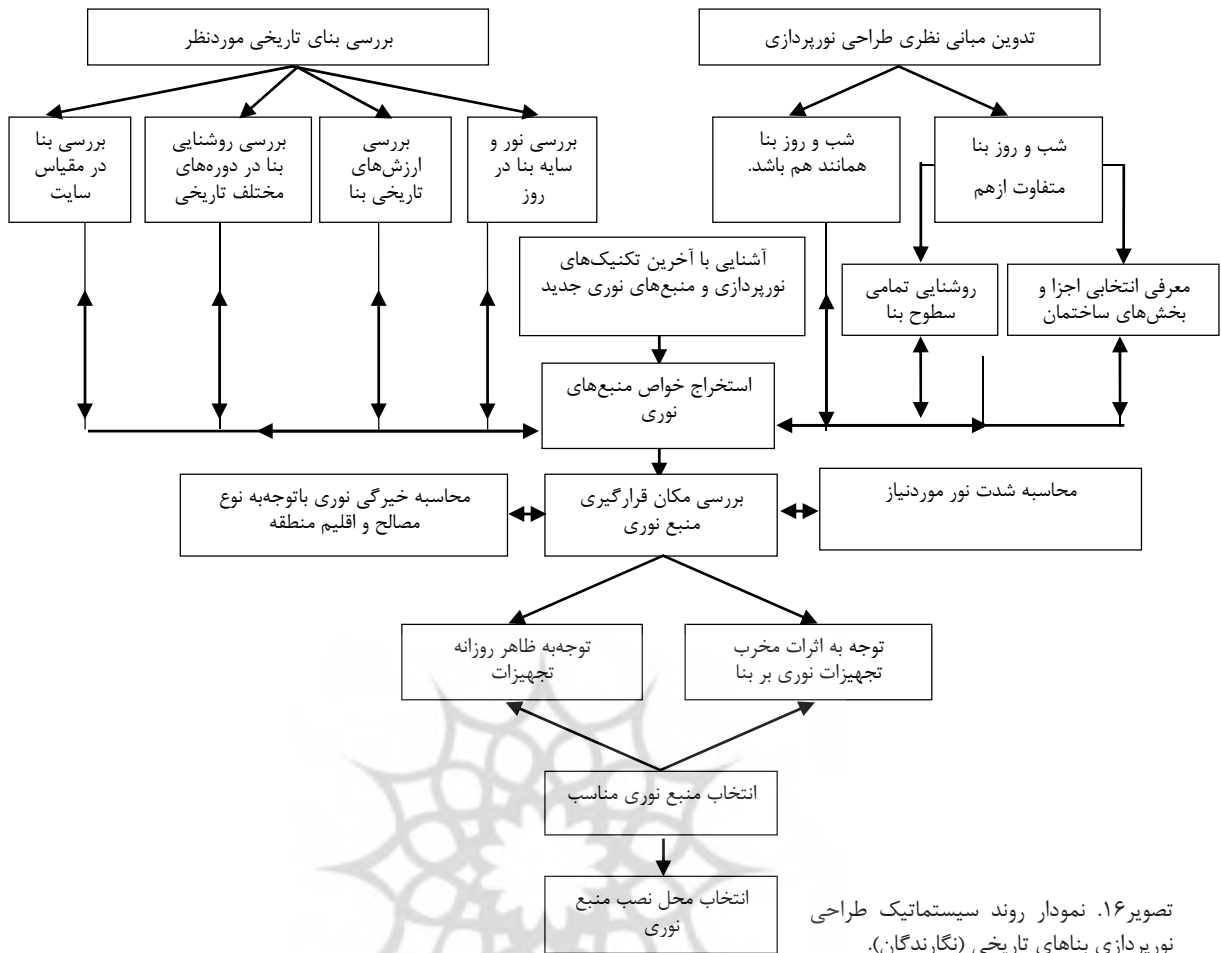 تدوین مبانی نظری طراحی نورپردازی
بررسی بنای تاریخی موردنظر
شب و روز بنا
متفاوت ازهم
شب و روز بنا
همانند هم باشد.
بررسی نور و
سایه بنا در
روز
بررسی
ارزش‌های
تاریخی بنا
بررسی روشنایی
بنا در دوره‌های
مختلف تاریخی
بررسی بنا
در مقیاس
سایت
معرفی انتخابی اجزا و
بخش‌های ساختمان
روشنایی تمامی
سطوح بنا
آشنایی با آخرین تکنیک‌های
نورپردازی و منبع‌های نوری جدید
استخراج خواص منبع‌های
نوری
محاسبه شدت نور موردنیاز
بررسی مکان قرارگیری
منبع نوری
محاسبه خیرگی نوری باتوجه‌به نوع
مصالح و اقلیم منطقه
توجه به اثرات مخرب
تجهیزات نوری بر بنا
توجه‌به ظاهر روزانه
تجهیزات
انتخاب منبع نوری مناسب
انتخاب محل نصب منبع
نوری
تصویر۱۶. نمودار روند سیستماتیک طراحی
نورپردازی بناهای تاریخی (نگارندگان).